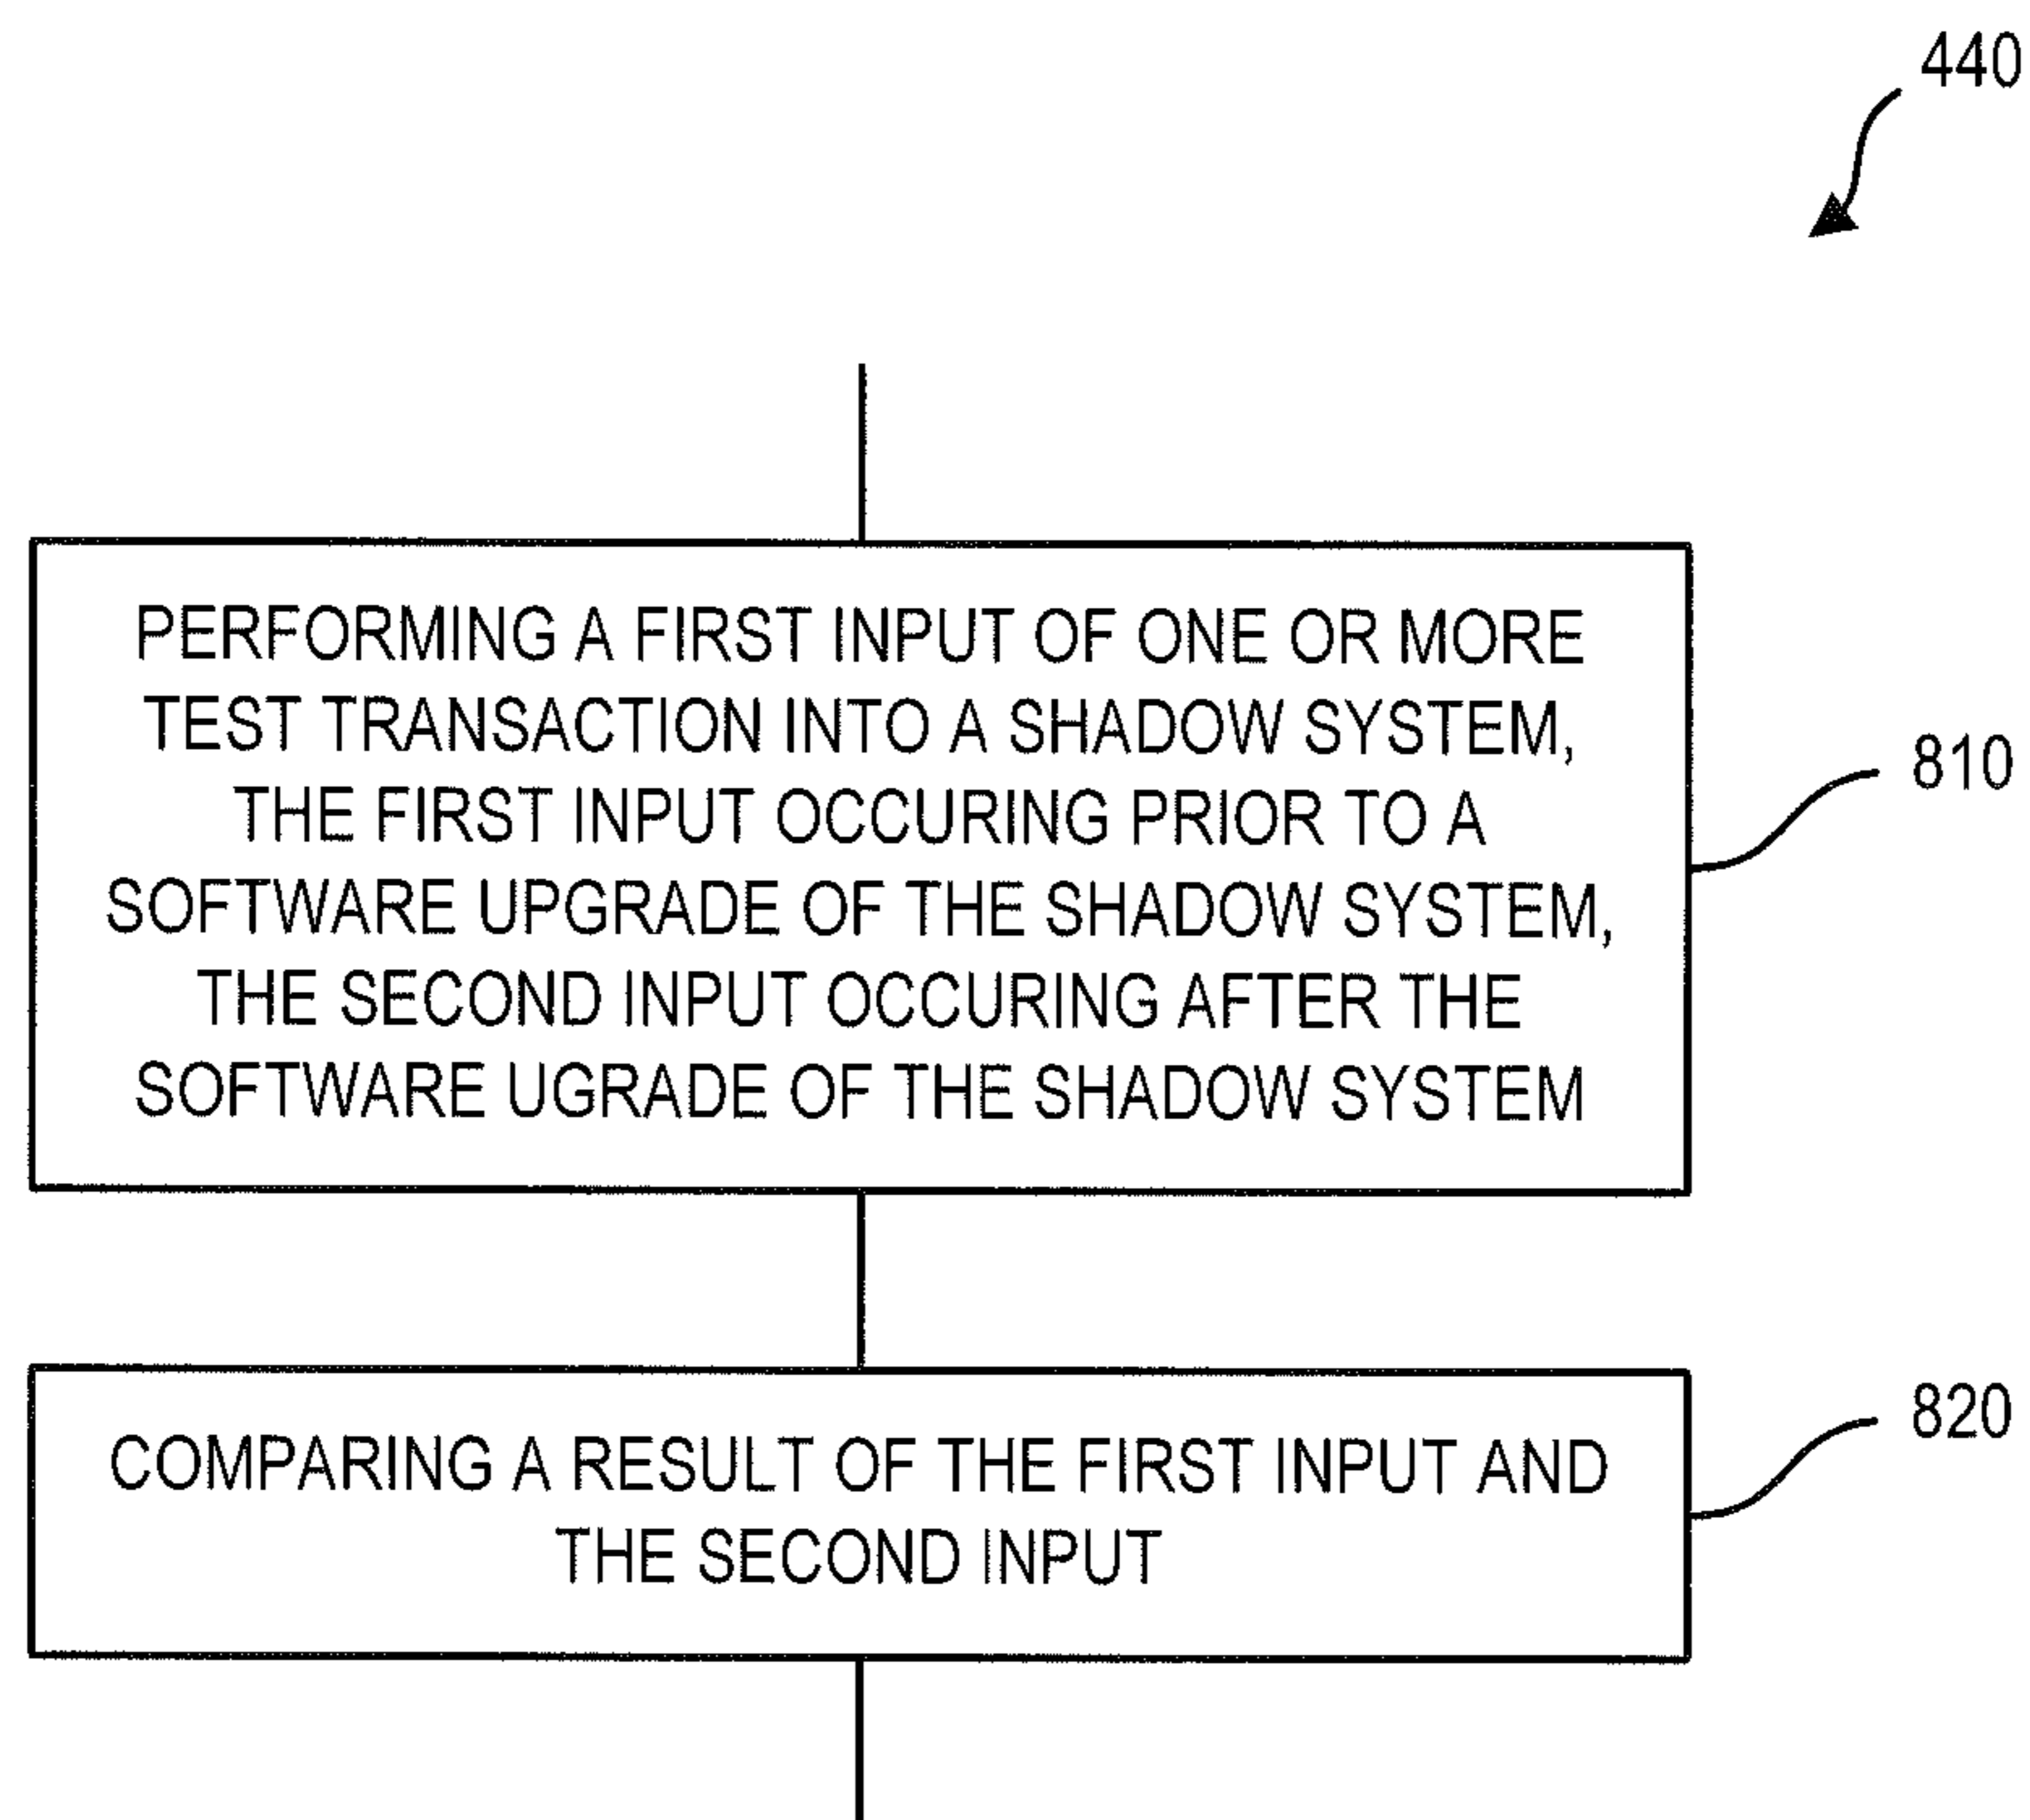 440
PERFORMING A FIRST INPUT OF ONE OR MORE
TEST TRANSACTION INTO A SHADOW SYSTEM,
THE FIRST INPUT OCCURING PRIOR TO A
SOFTWARE UPGRADE OF THE SHADOW SYSTEM,
THE SECOND INPUT OCCURING AFTER THE
SOFTWARE UGRADE OF THE SHADOW SYSTEM
810
COMPARING A RESULT OF THE FIRST INPUT AND
THE SECOND INPUT
820